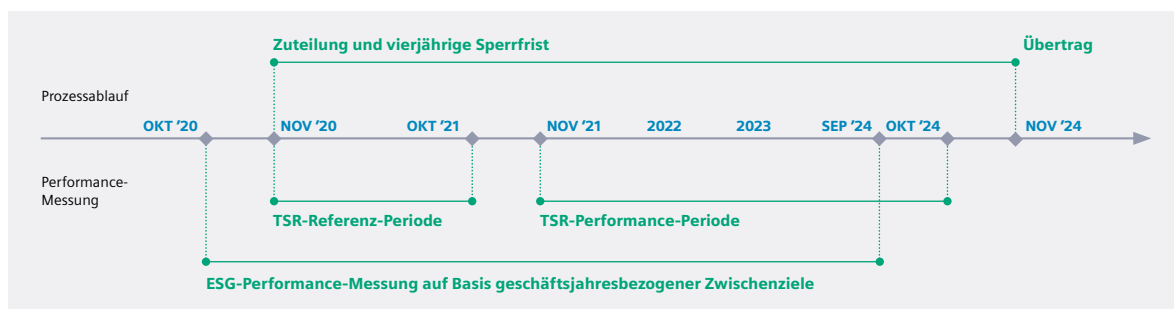 Zuteilung und vierjährige Sperrfrist Übertrag
Prozessablauf
OKT ’20 NOV ’20 OKT ’21 NOV ’21 2022 2023 SEP ’24 OKT ’24 NOV ’24
Performance-
Messung
TSR-Referenz-Periode TSR-Performance-Periode
ESG-Performance-Messung auf Basis geschäftsjahresbezogener Zwischenziele